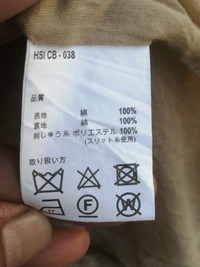 HSI CB - 038
品質
表地 綿 100%
裏地 綿 100%
刺しゅう糸 ポリエステル 100%
(スリット糸使用)
取り扱い方
F W